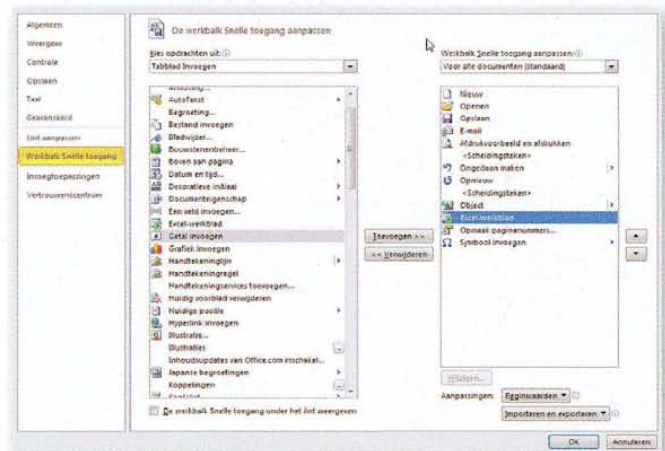 Algemeen
Weergave
Controle
Opslaan
Taal
Geavanceerd
Lint aanpassen
Werkbalk Snelle toegang
Invoegtoepassingen
Vertrouwenscentrum
De werkbalk Snelle toegang aanpassen
Kies opdrachten uit:
Tabblad Invoegen
AutoTekst
Begroeting...
Bestand invoegen
Bladwijzer...
Bouwstenenbeheer...
Boven aan pagina
Datum en tijd...
Decoratieve initiaal
Documenteigenschap
Een veld invoegen...
Excel-werkblad
Getal invoegen
Grafiek invoegen
Handtekeninglijn
Handtekeningregel
Handtekeningservices toevoegen...
Huidig voorblad verwijderen
Huidige positie
Hyperlink invoegen
Illustratie...
Illustraties
Inhoudsupdates van Office.com inschakel...
Japanse begroetingen
Koppelingen
De werkbalk Snelle toegang onder het lint weergeven
Toevoegen >>
<< Verwijderen
Werkbalk Snelle toegang aanpassen:
Voor alle documenten (standaard)
Nieuw
Openen
Opslaan
E-mail
Afdrukvoorbeeld en afdrukken
<Scheidingsteken>
Ongedaan maken
Opnieuw
<Scheidingsteken>
Object
Excel-werkblad
Opmaak paginanummers...
Symbool invoegen
Wijzigen...
Aanpassingen: Beginwaarden
Importeren en exporteren
OK Annuleren